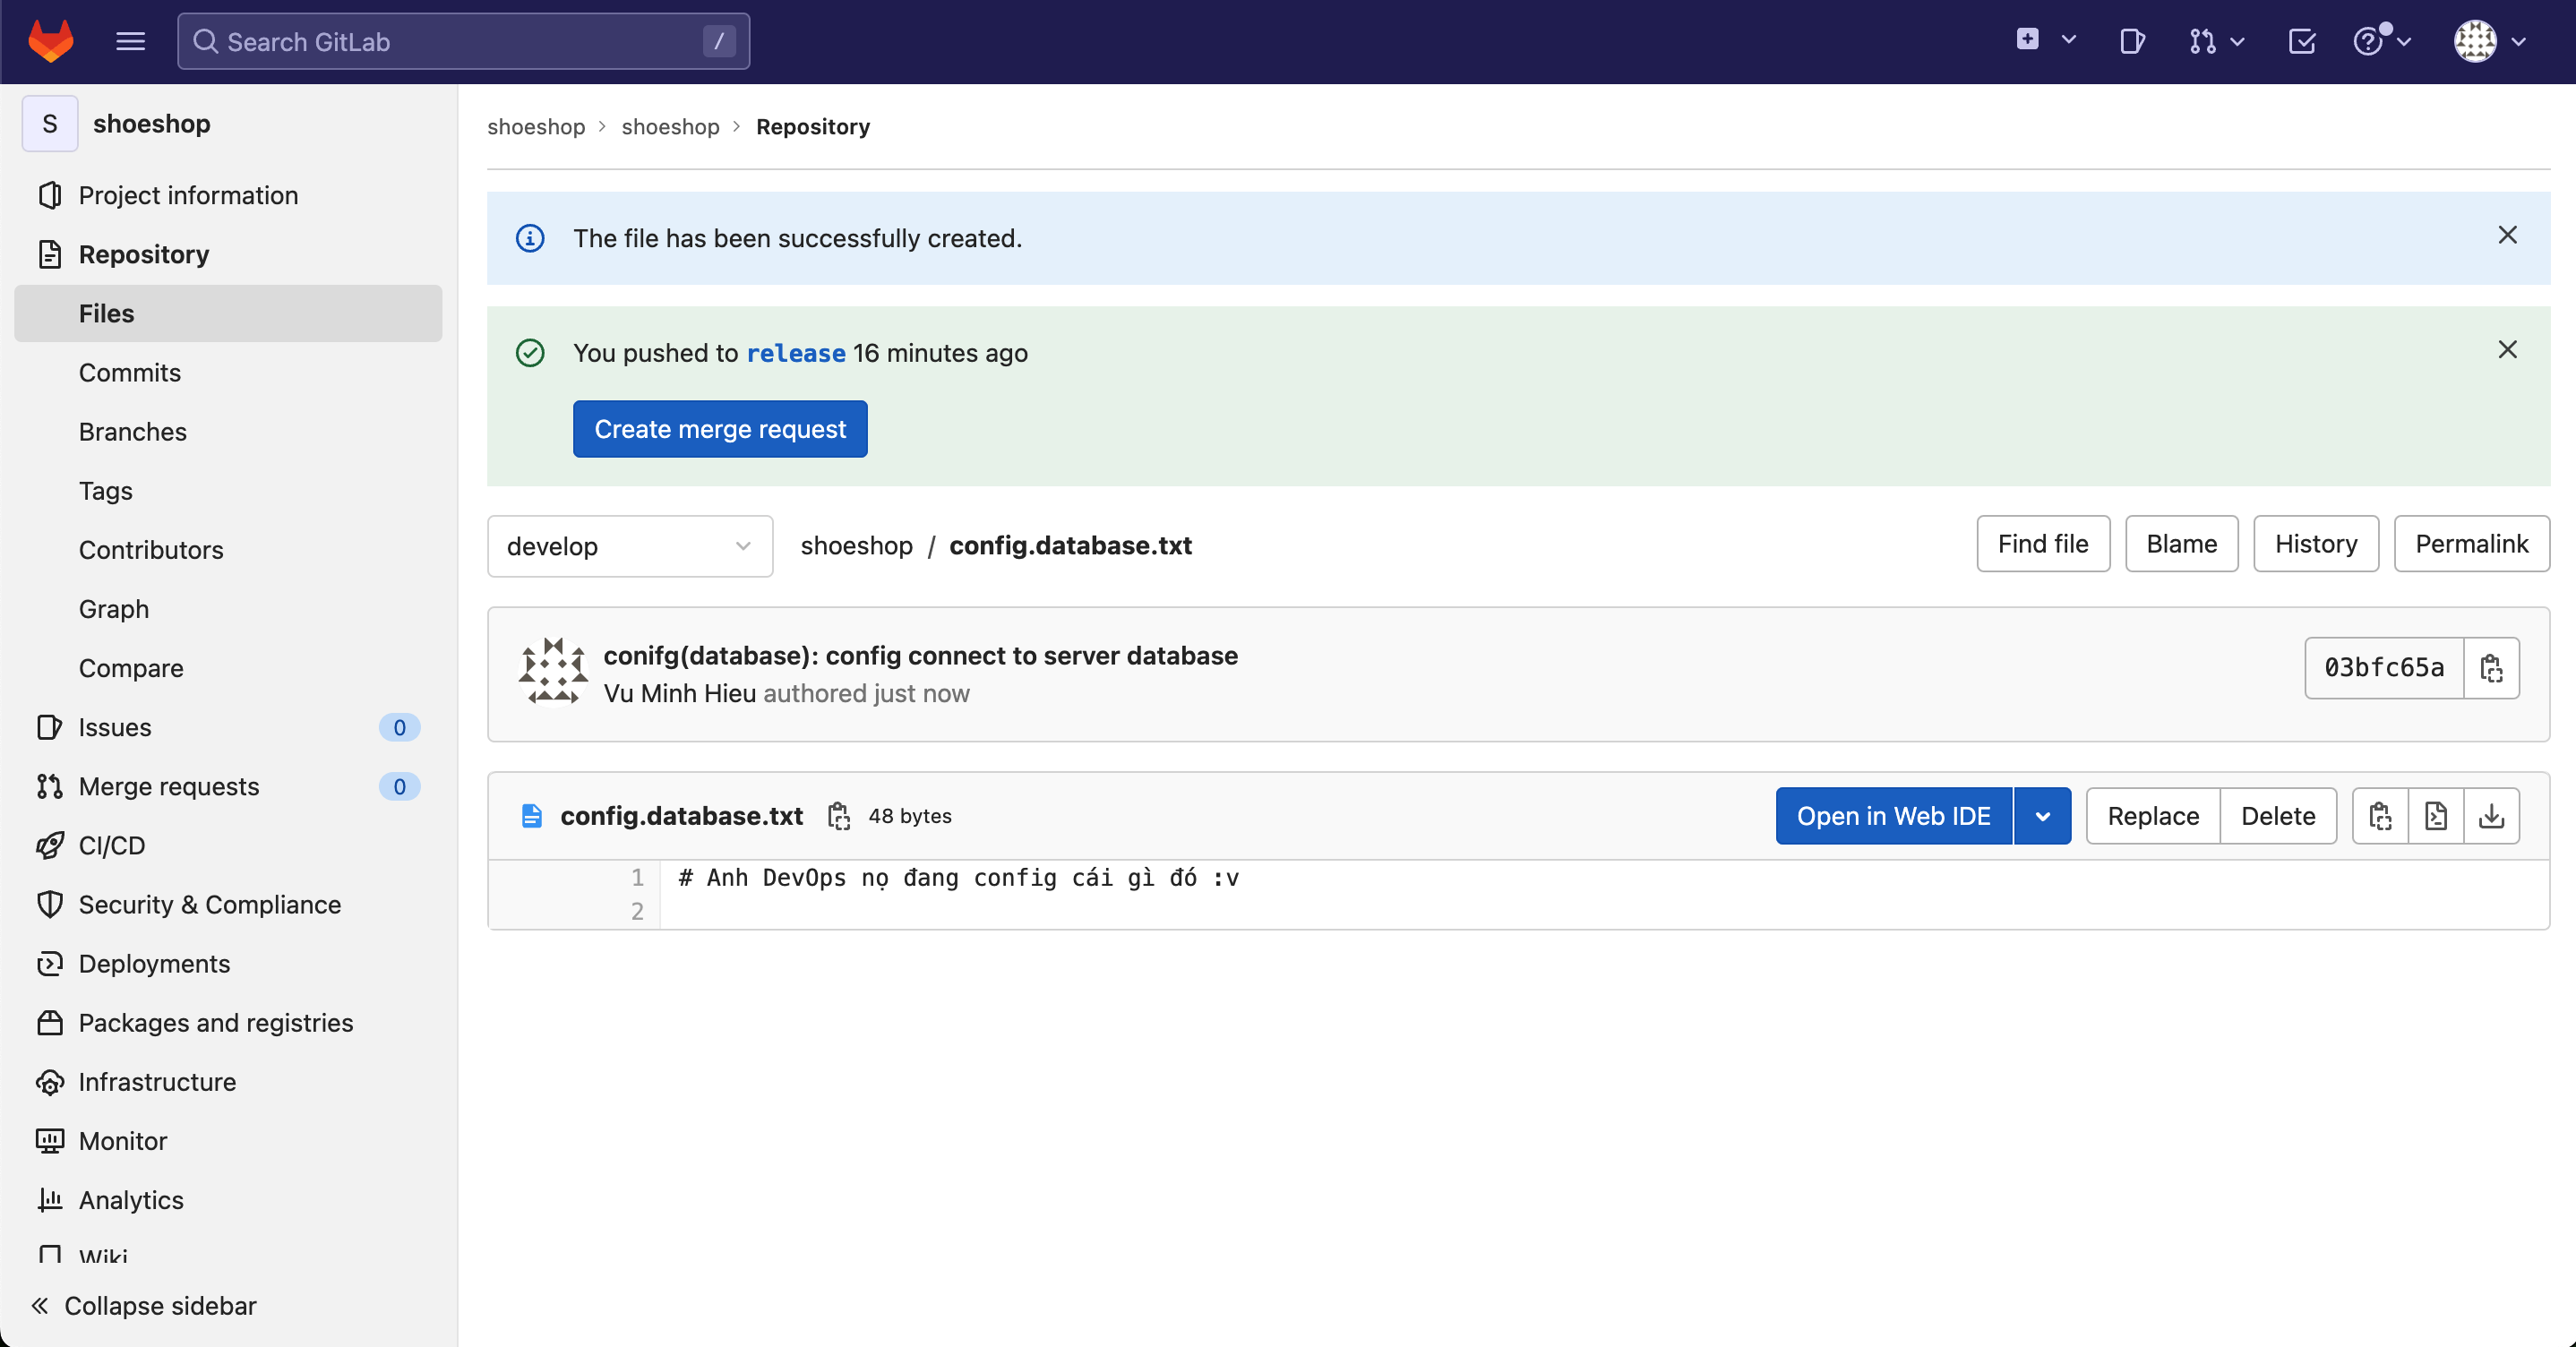 Search GitLab /
S shoeshop
Project information
Repository
Files
Commits
Branches
Tags
Contributors
Graph
Compare
Issues 0
Merge requests 0
CI/CD
Security & Compliance
Deployments
Packages and registries
Infrastructure
Monitor
Analytics
Wiki
Collapse sidebar
shoeshop > shoeshop > Repository
The file has been successfully created.
You pushed to release 16 minutes ago
Create merge request
develop shoeshop / config.database.txt Find file Blame History Permalink
conifg(database): config connect to server database
Vu Minh Hieu authored just now
03bfc65a
config.database.txt 48 bytes Open in Web IDE Replace Delete
1 # Anh DevOps nọ đang config cái gì đó :v
2